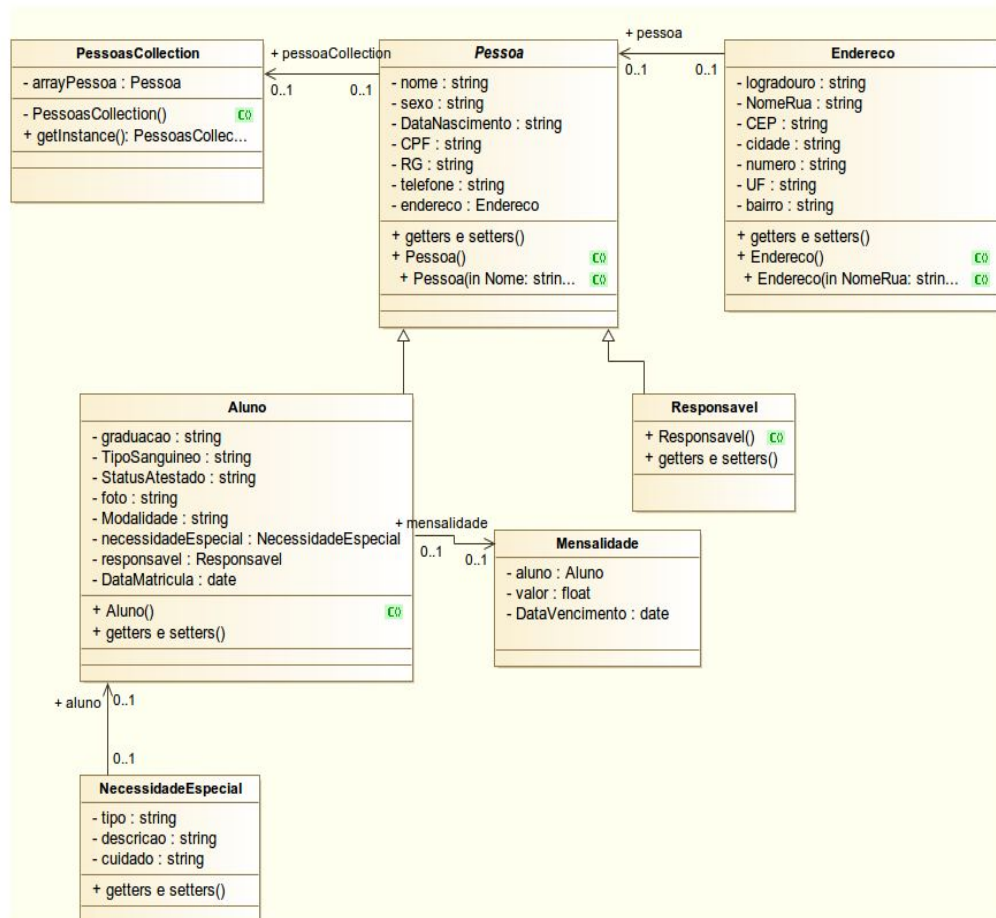 PessoasCollection
- arrayPessoa : Pessoa
- PessoasCollection()
+ getInstance(): PessoasCollec...
+ pessoaCollection
0..1
0..1
Pessoa
- nome : string
- sexo : string
- DataNascimento : string
- CPF : string
- RG : string
- telefone : string
- endereco : Endereco
+ getters e setters()
+ Pessoa()
+ Pessoa(in Nome: strin...
+ pessoa
0..1
0..1
Endereco
- logradouro : string
- NomeRua : string
- CEP : string
- cidade : string
- numero : string
- UF : string
- bairro : string
+ getters e setters()
+ Endereco()
+ Endereco(in NomeRua: strin...
Aluno
- graduacao : string
- TipoSanguineo : string
- StatusAtestado : string
- foto : string
- Modalidade : string
- necessidadeEspecial : NecessidadeEspecial
- responsavel : Responsavel
- DataMatricula : date
+ Aluno()
+ getters e setters()
Responsavel
+ Responsavel()
+ getters e setters()
+ mensalidade
0..1
0..1
Mensalidade
- aluno : Aluno
- valor : float
- DataVencimento : date
+ aluno
0..1
0..1
NecessidadeEspecial
- tipo : string
- descricao : string
- cuidado : string
+ getters e setters()